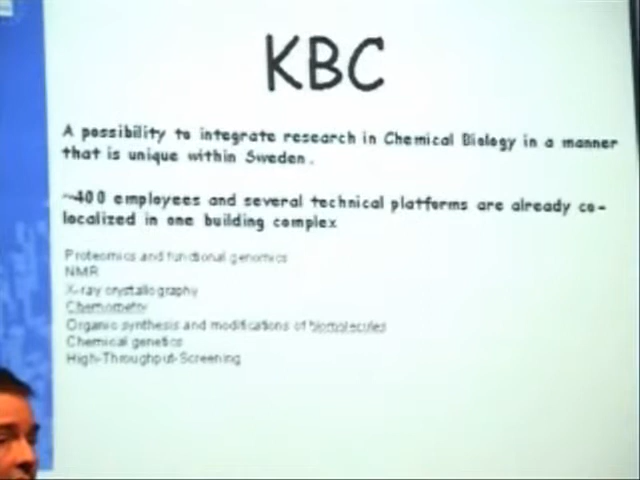 KBC
A possibility to integrate research in Chemical Biology in a manner
that is unique within Sweden.
~400 employees and several technical platforms are already co-
localized in one building complex
Proteomics and functional genomics
NMR
X-ray crystallography
Chemometry
Organic synthesis and modifications of biomolecules
Chemical genetics
High-Throughput-Screening